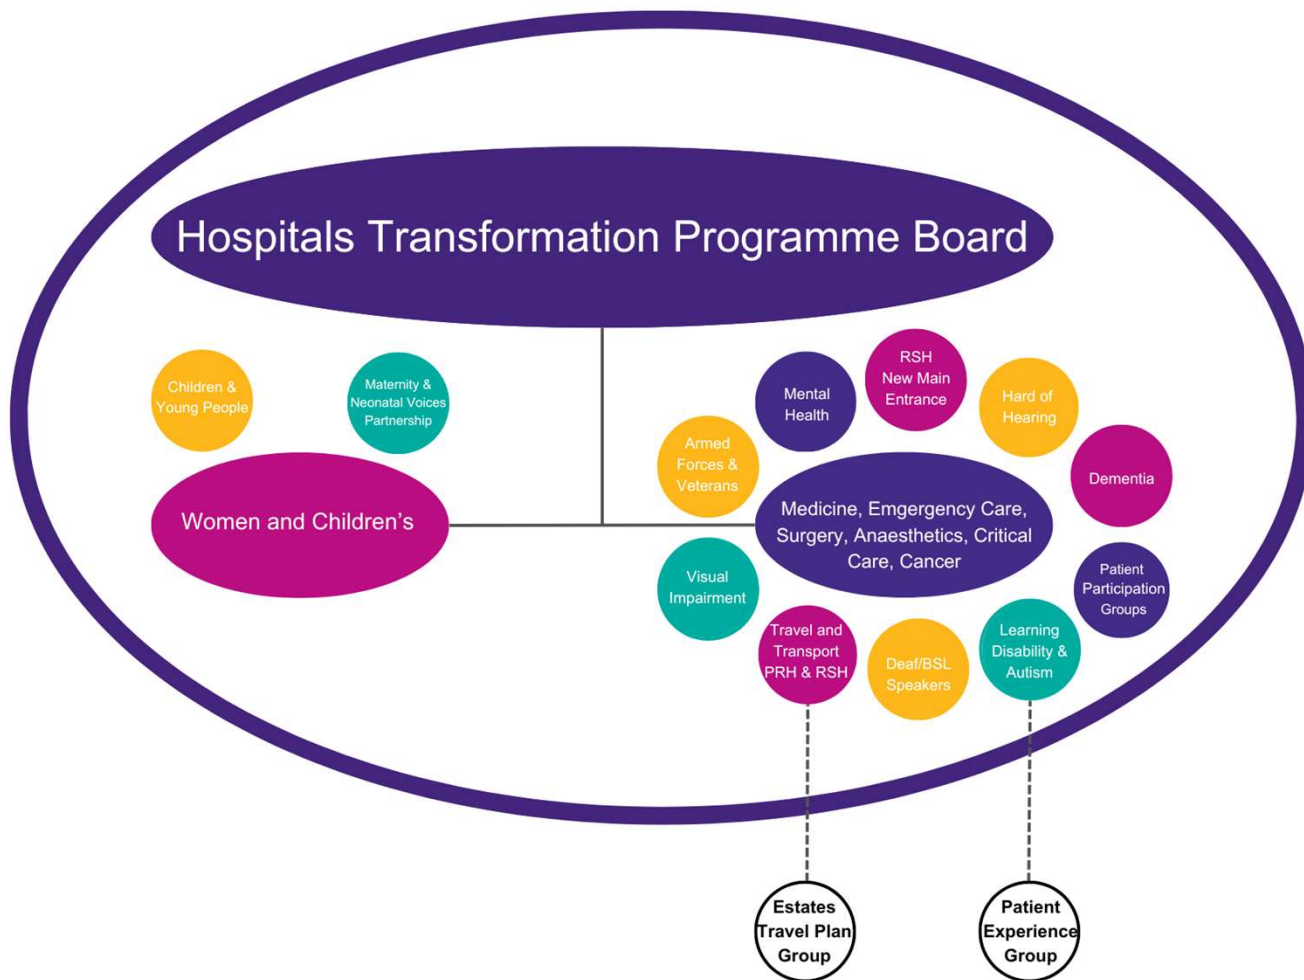 Hospitals Transformation Programme Board
Children &
Young People
Maternity &
Neonatal Voices
Partnership
Women and Children's
Mental
Health
RSH
New Main
Entrance
Hard of
Hearing
Armed
Forces &
Veterans
Dementia
Medicine, Emgergency Care,
Surgery, Anaesthetics, Critical
Care, Cancer
Visual
Impairment
Patient
Participation
Groups
Travel and
Transport
PRH & RSH
Deaf/BSL
Speakers
Learning
Disability &
Autism
Estates
Travel Plan
Group
Patient
Experience
Group